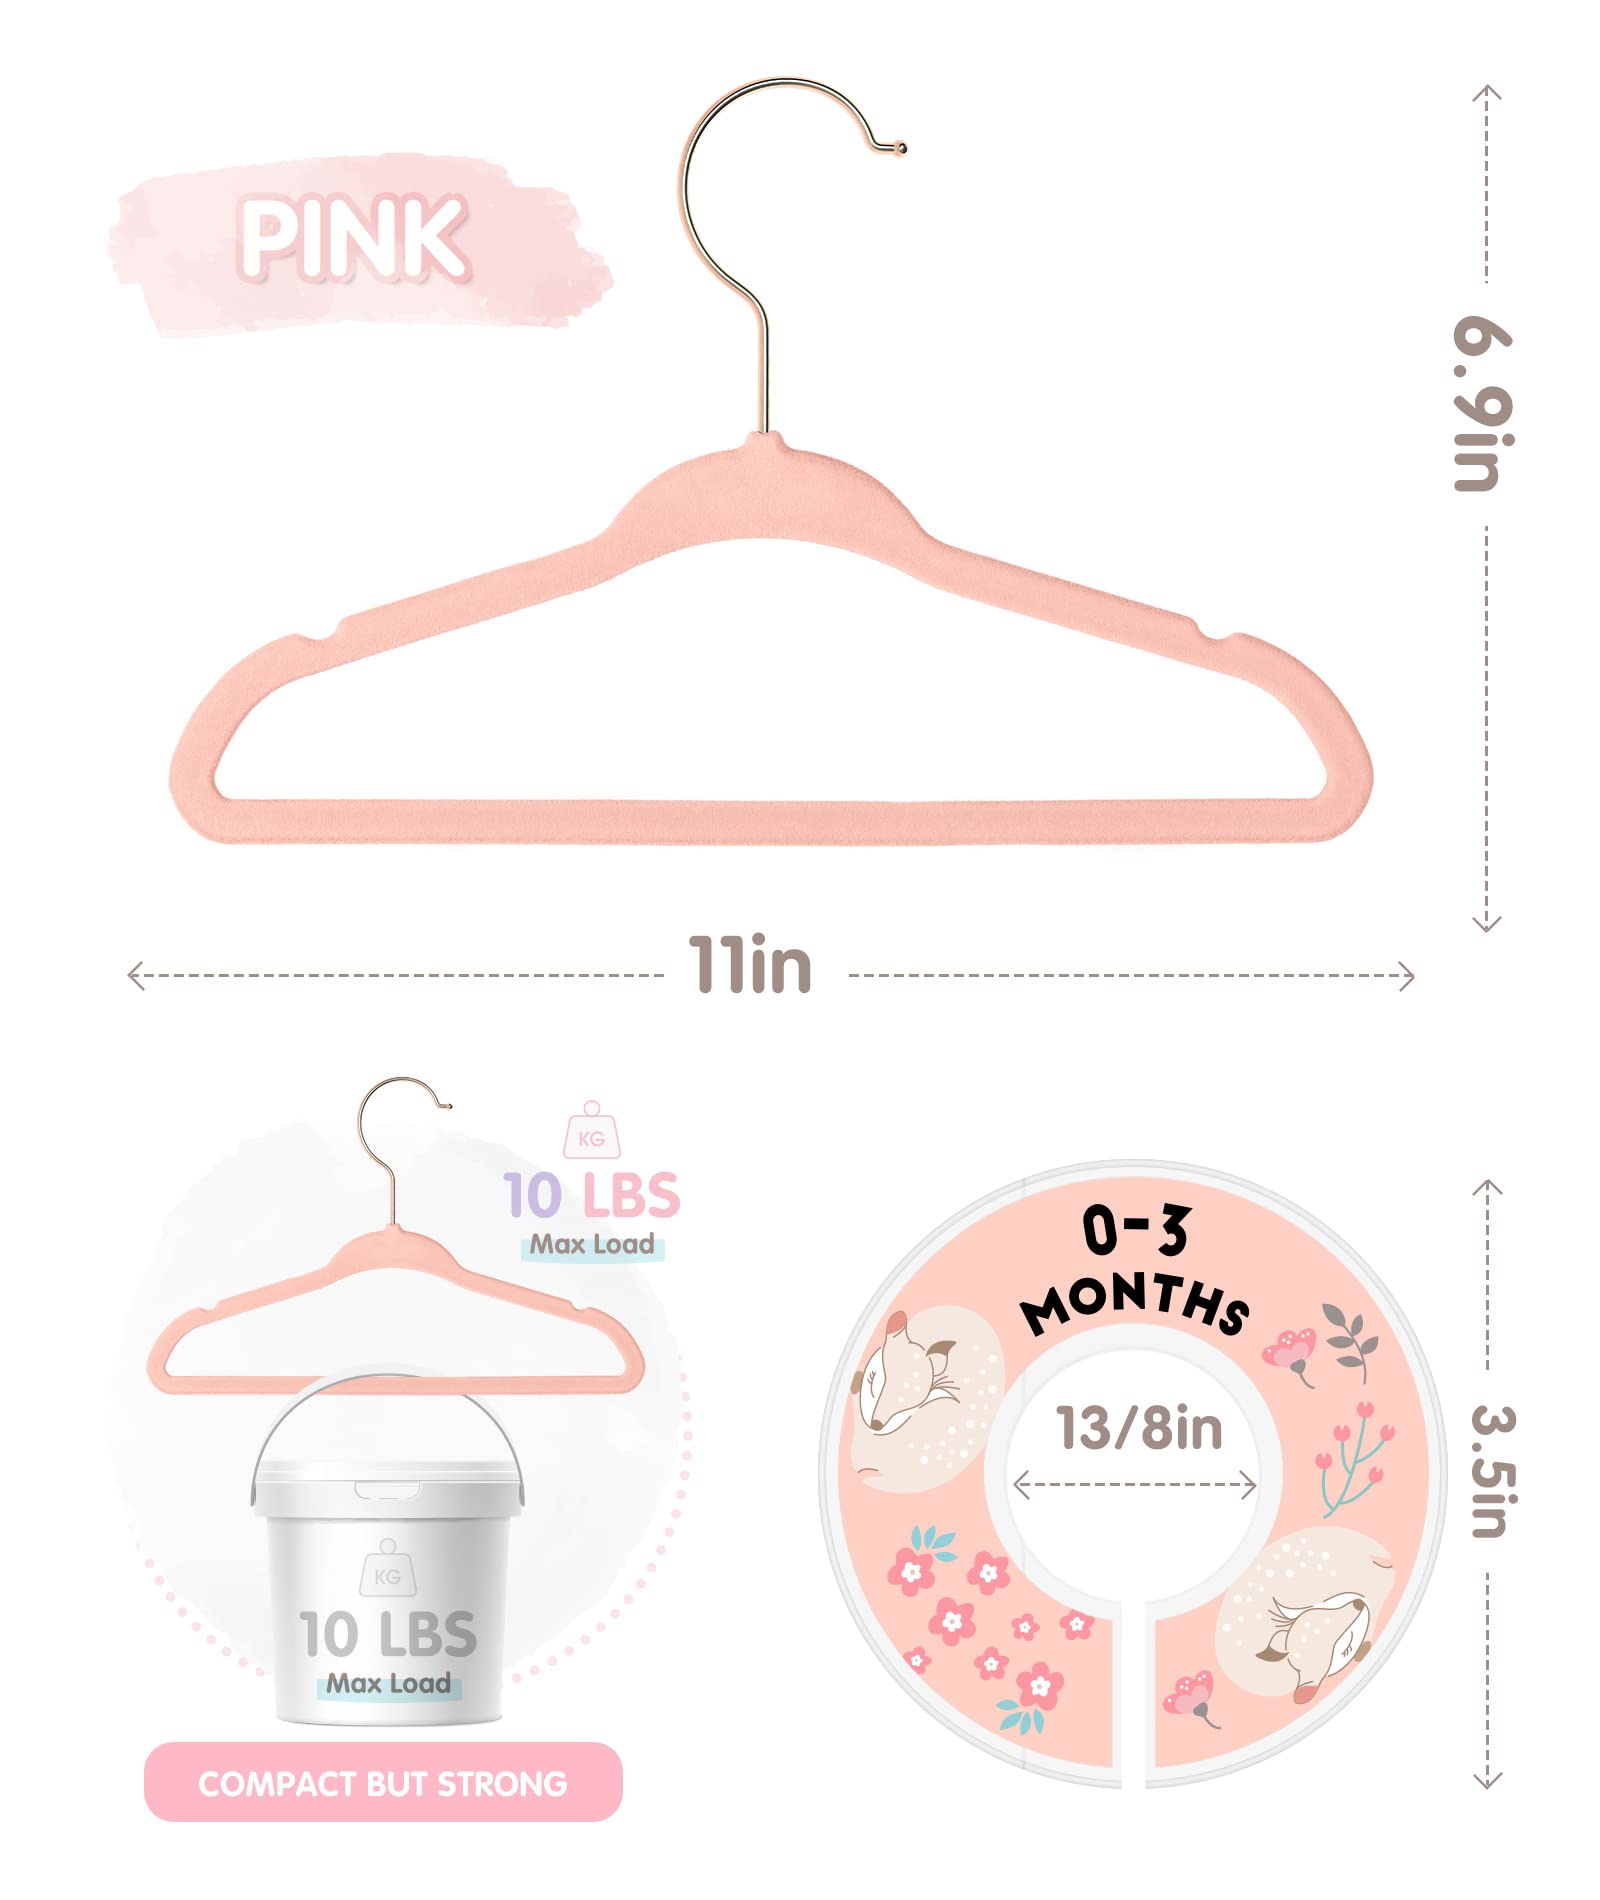 PINK
6.9in
11in
KG
10 LBS
Max Load
KG
10 LBS
Max Load
COMPACT BUT STRONG
0-3
MONTHS
13/8in
3.5in